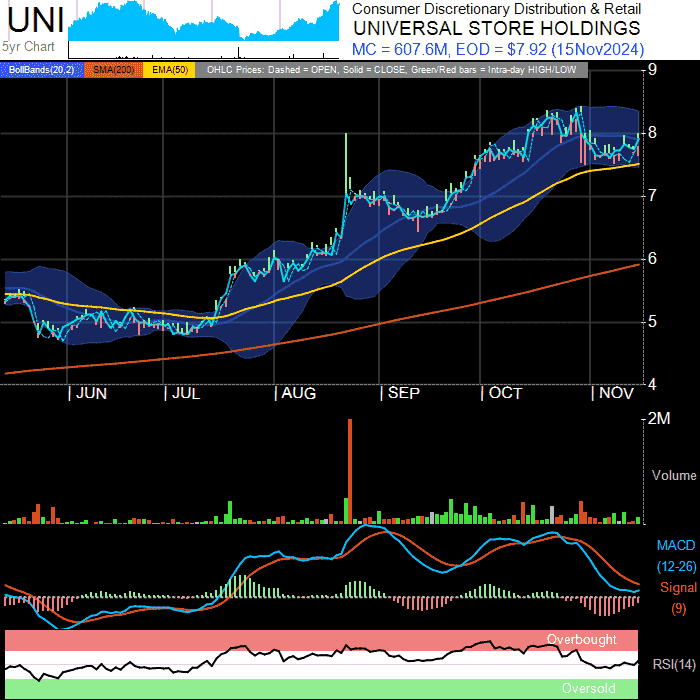 UNI
5yr Chart
Consumer Discretionary Distribution & Retail
UNIVERSAL STORE HOLDINGS
MC = 607.6M, EOD = $7.92 (15Nov2024)
BollBands(20,2) SMA(200) EMA(50) OHLC Prices: Dashed = OPEN, Solid = CLOSE, Green/Red bars = Intra-day HIGH/LOW
9
8
7
6
5
4
JUN JUL AUG SEP OCT NOV
2M
Volume
MACD
(12-26)
Signal
(9)
Overbought
RSI(14)
Oversold